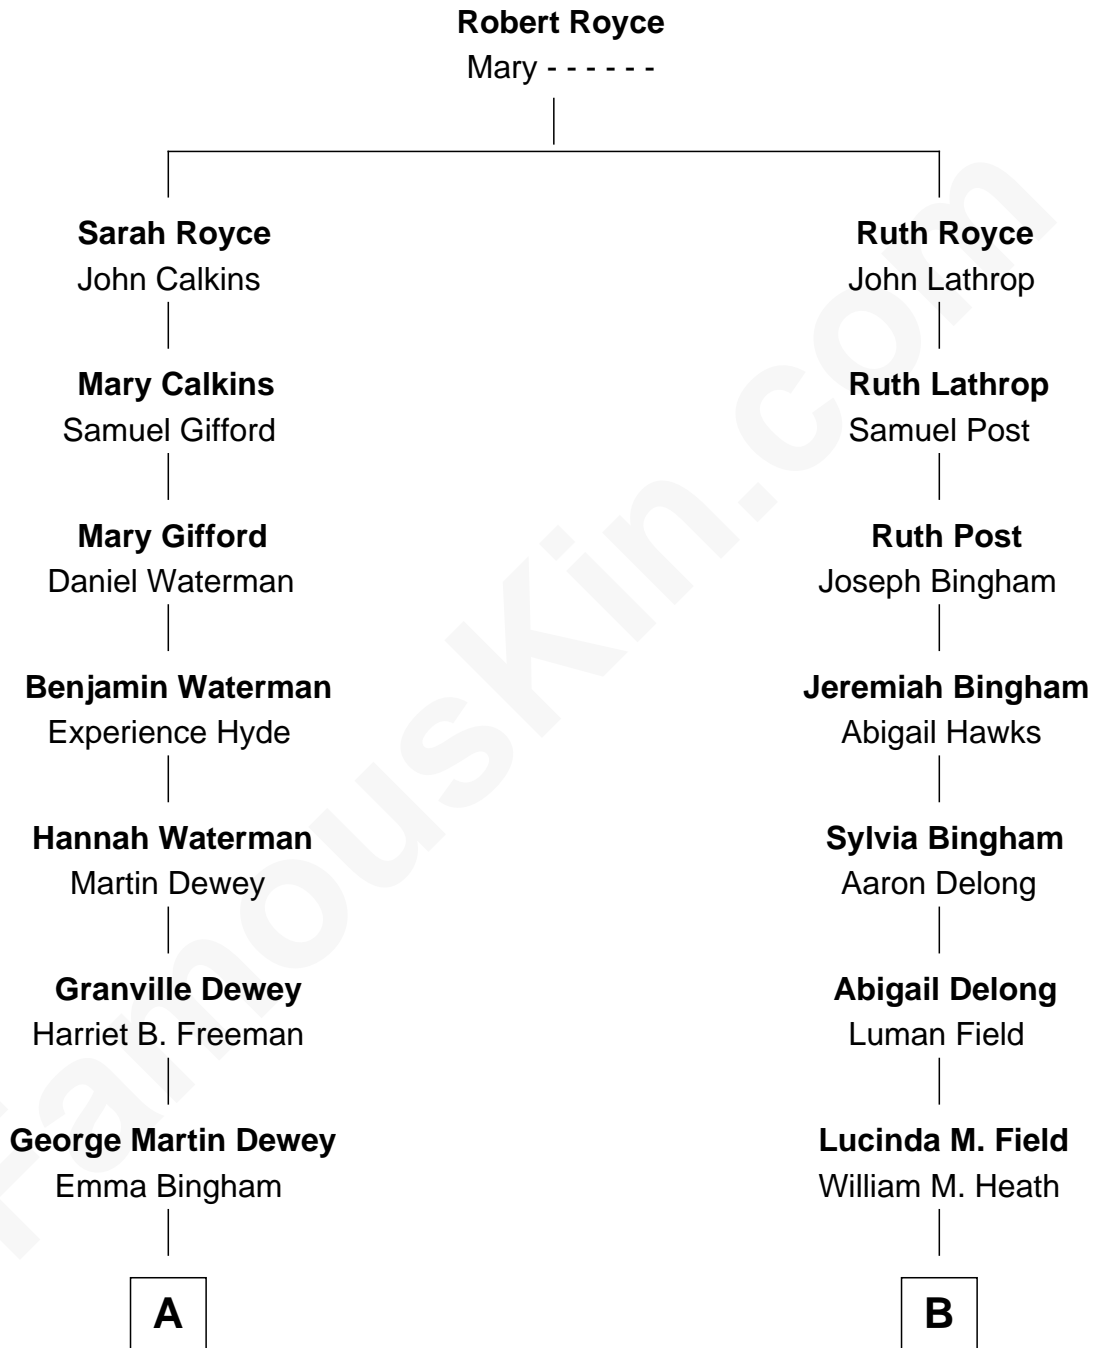 Robert Royce
Mary - - - - - -
Sarah Royce
John Calkins
Ruth Royce
John Lathrop
Mary Calkins
Samuel Gifford
Ruth Lathrop
Samuel Post
Mary Gifford
Daniel Waterman
Ruth Post
Joseph Bingham
Benjamin Waterman
Experience Hyde
Jeremiah Bingham
Abigail Hawks
Hannah Waterman
Martin Dewey
Sylvia Bingham
Aaron Delong
Granville Dewey
Harriet B. Freeman
Abigail Delong
Luman Field
George Martin Dewey
Emma Bingham
Lucinda M. Field
William M. Heath
A
B
FamousKin.com